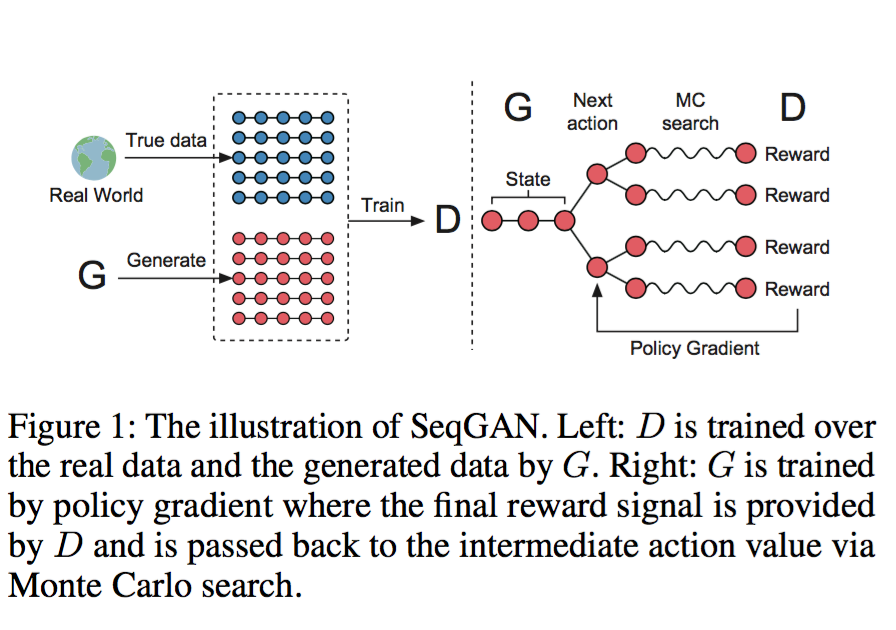 True data
Real World
G
Generate
Train
D
G
Next
action
MC
search
D
State
Reward
Reward
Reward
Reward
Policy Gradient
Figure 1: The illustration of SeqGAN. Left: D is trained over
the real data and the generated data by G. Right: G is trained
by policy gradient where the final reward signal is provided
by D and is passed back to the intermediate action value via
Monte Carlo search.